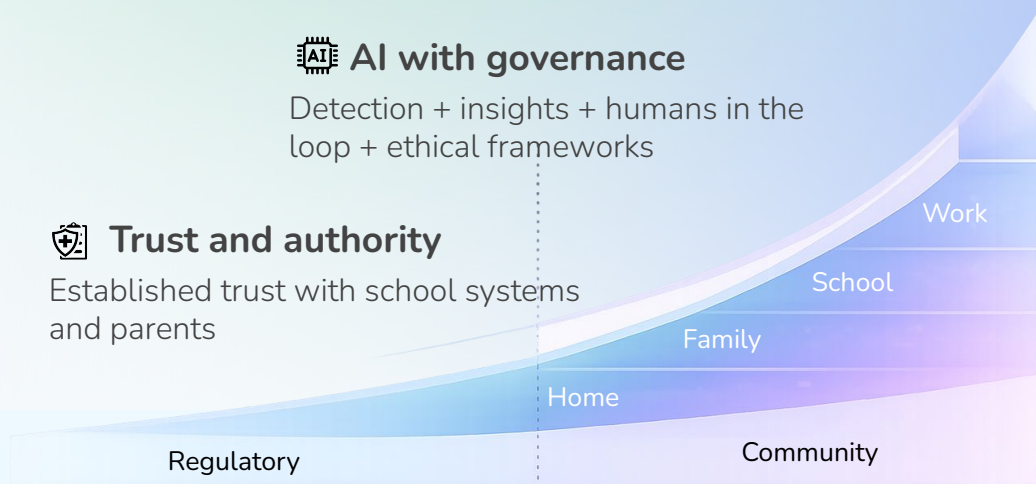 AI
AI with governance
Detection + insights + humans in the
loop + ethical frameworks
Trust and authority
Established trust with school systems
and parents
Work
School
Family
Home
Regulatory
Community